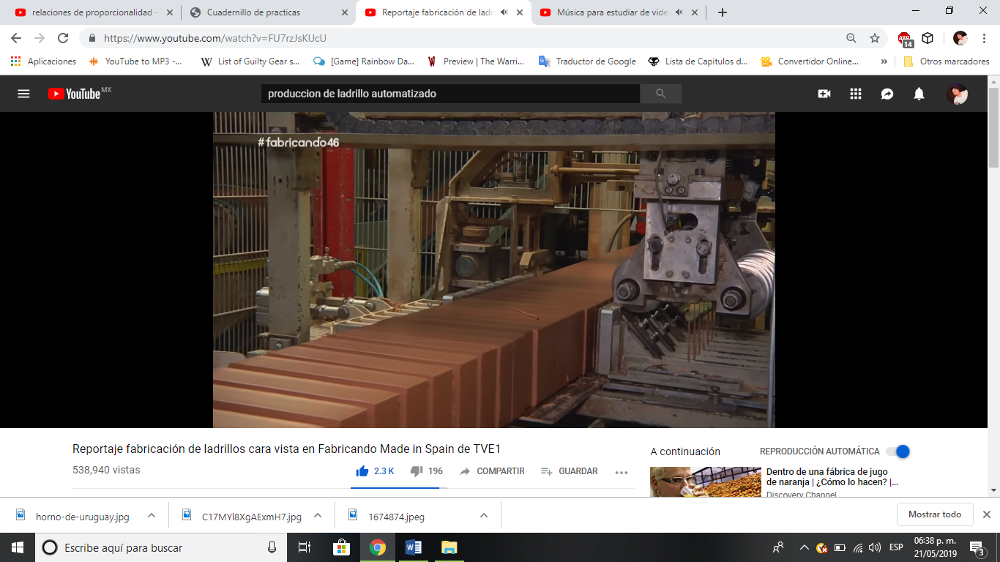 relaciones de proporcionalidad -
Cuadernillo de practicas
Reportaje fabricación de ladr
Música para estudiar de vide
https://www.youtube.com/watch?v=FU7rzJsKUcU
14
Aplicaciones
YouTube to MP3 -...
List of Guilty Gear s...
[Game] Rainbow Da...
Preview | The Warri...
Traductor de Google
Lista de Capitulos d...
Convertidor Online...
»
Otros marcadores
YouTube MX
produccion de ladrillo automatizado
#fabricando46
Reportaje fabricación de ladrillos cara vista en Fabricando Made in Spain de TVE1
538,940 vistas
2.3 K
196
COMPARTIR
GUARDAR
A continuación
REPRODUCCIÓN AUTOMÁTICA
Dentro de una fábrica de jugo
de naranja | ¿Cómo lo hacen? |...
Discovery Channel
horno-de-uruguay.jpg
C17MYl8XgAExmH7.jpg
1674874.jpeg
Mostrar todo
Escribe aquí para buscar
ESP
06:38 p. m.
21/05/2019
3